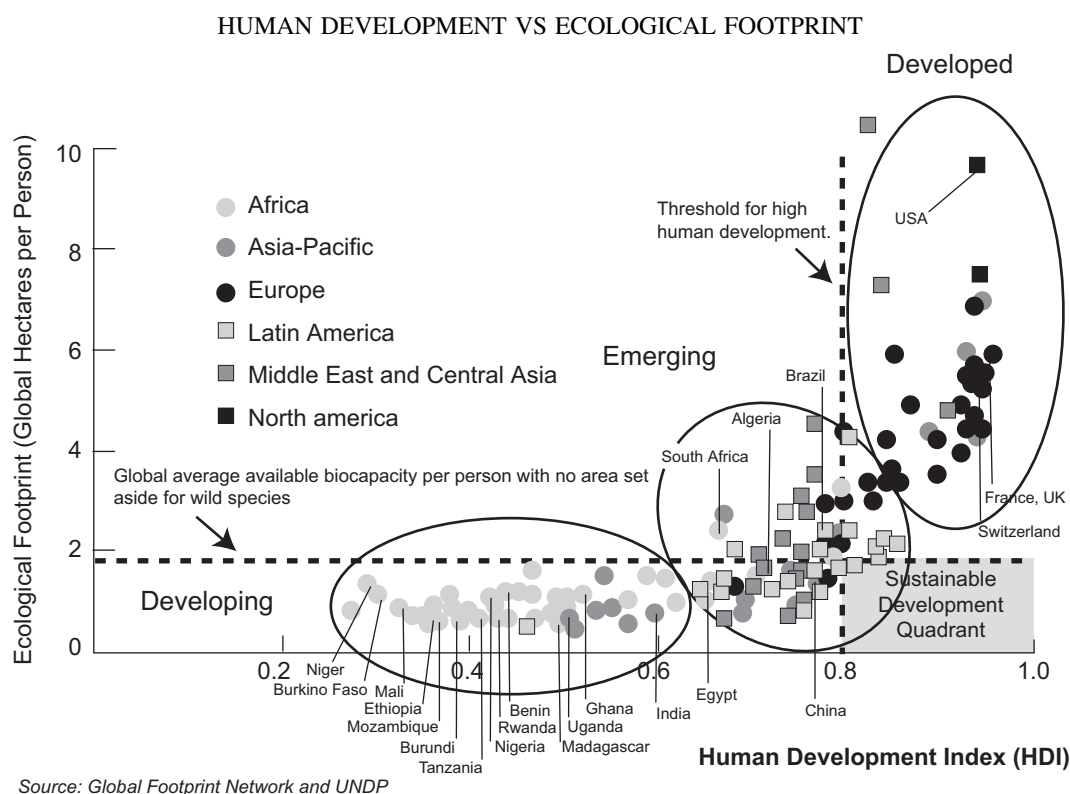 HUMAN DEVELOPMENT VS ECOLOGICAL FOOTPRINT
Developed
Ecological Footprint (Global Hectares per Person)
10
8
6
4
2
0
Africa
Asia-Pacific
Europe
Latin America
Middle East and Central Asia
North america
Threshold for high
human development.
USA
Emerging
Brazil
Algeria
South Africa
Global average available biocapacity per person with no area set
aside for wild species
France, UK
Switzerland
Developing
Sustainable
Development
Quadrant
0.2
0.4
0.6
0.8
1.0
Niger
Burkino Faso
Mali
Ethiopia
Mozambique
Burundi
Tanzania
Benin
Rwanda
Nigeria
Ghana
Uganda
Madagascar
India
Egypt
China
Human Development Index (HDI)
Source: Global Footprint Network and UNDP